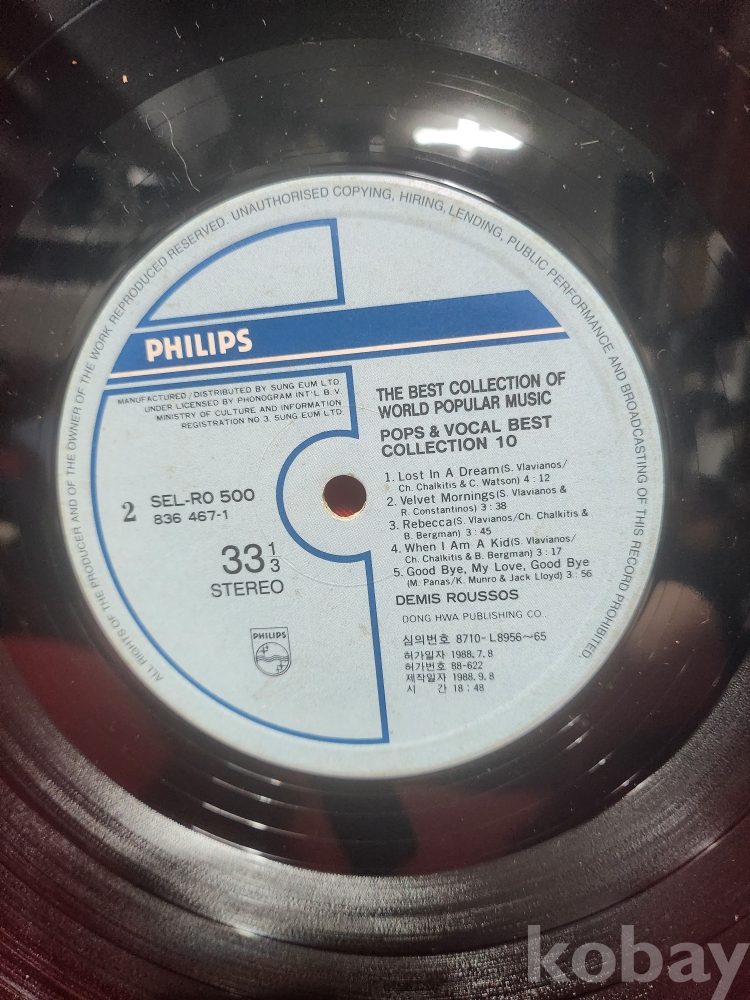 ALL RIGHTS OF THE PRODUCER AND OF THE OWNER OF THE WORK REPRODUCED RESERVED. UNAUTHORISED COPYING, HIRING, LENDING, PUBLIC PERFORMANCE AND BROADCASTING OF THIS RECORD PROHIBITED.
PHILIPS
MANUFACTURED / DISTRIBUTED BY SUNG EUM LTD.
UNDER LICENSED BY PHONOGRAM INT'L B.V.
MINISTRY OF CULTURE AND INFORMATION
REGISTRATION NO.3. SUNG EUM LTD.
2
SEL-RO 500
836 467-1
33 1/3
STEREO
PHILIPS
THE BEST COLLECTION OF
WORLD POPULAR MUSIC
POPS & VOCAL BEST
COLLECTION 10
1. Lost In A Dream (S. Vlavianos/
Ch. Chalkitis & C. Watson) 4 : 12
2. Velvet Mornings (S. Vlavianos &
R. Constantinos) 3 : 38
3. Rebecca (S. Vlavianos/Ch. Chalkitis &
B. Bergman) 3 : 45
4. When I Am A Kid (S. Vlavianos/
Ch. Chalkitis & B. Bergman) 3 : 17
5. Good Bye, My Love, Good Bye
(M. Panas/K. Munro & Jack Lloyd) 3 : 56
DEMIS ROUSSOS
DONG HWA PUBLISHING CO.
심의번호 8710-L8956~65
허가일자 1988.7.8
허가번호 88-622
제작일자 1988.9.8
시 간 18 : 48
kobay